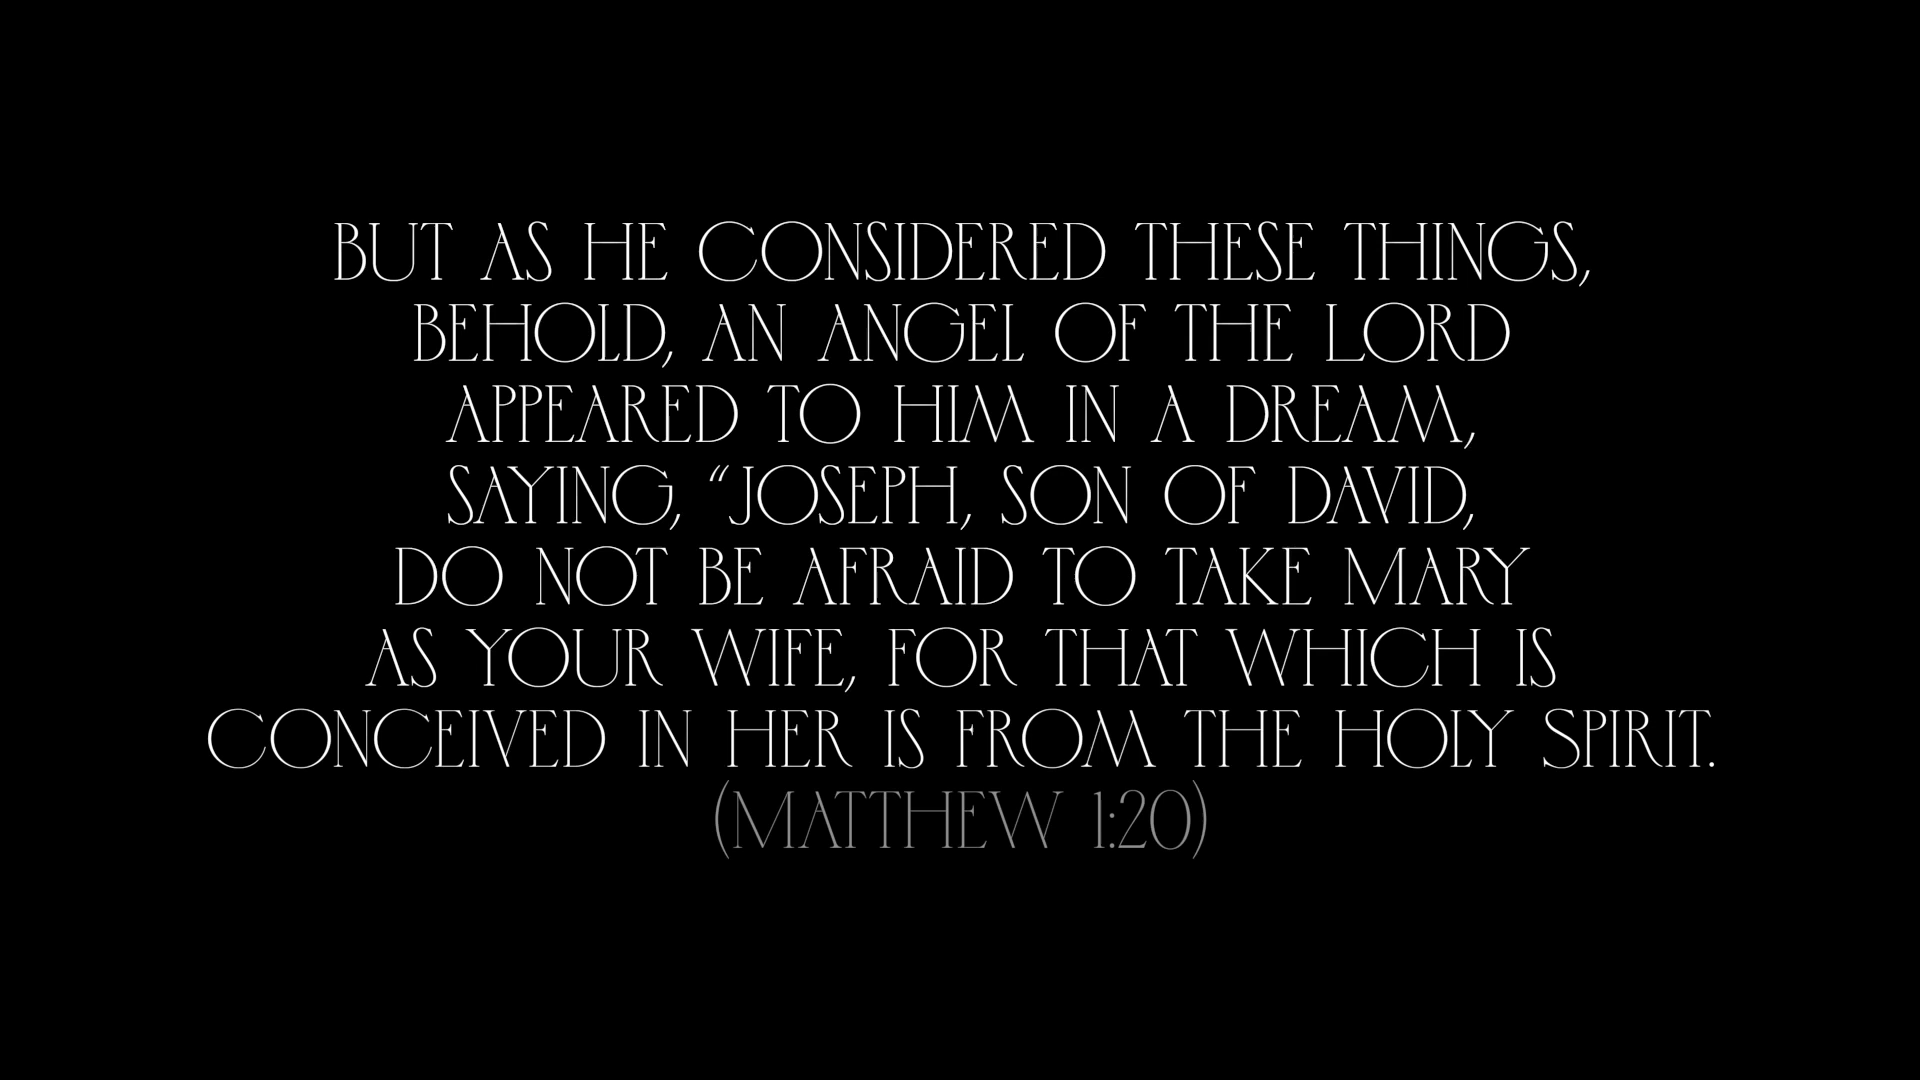 BUT AS HE CONSIDERED THESE THINGS,
BEHOLD, AN ANGEL OF THE LORD
APPEARED TO HIM IN A DREAM,
SAYING, “JOSEPH, SON OF DAVID,
DO NOT BE AFRAID TO TAKE MARY
AS YOUR WIFE, FOR THAT WHICH IS
CONCEIVED IN HER IS FROM THE HOLY SPIRIT.
(MATTHEW 1:20)